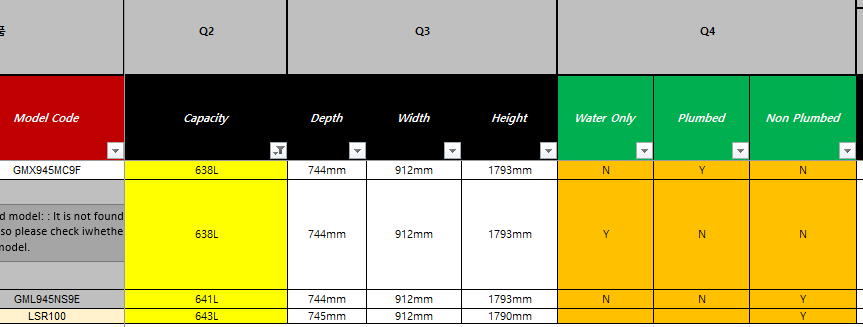 품 Q2 Q3 Q4
Model Code Capacity Depth Width Height Water Only Plumbed Non Plumbed
GMX945MC9F 638L 744mm 912mm 1793mm N Y N
d model: : It is not found
so please check iwhethe
model.
638L 744mm 912mm 1793mm Y N N
GML945NS9E 641L 744mm 912mm 1793mm N N Y
LSR100 643L 745mm 912mm 1790mm Y